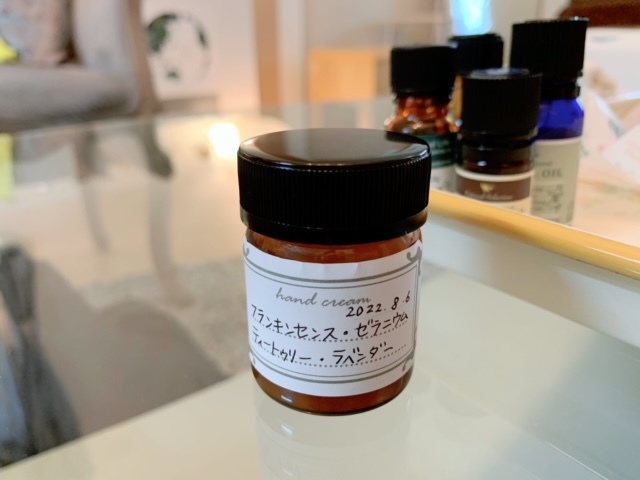 hand cream
2022.8.6
フランキンセンス・ゼラニウム
ティートゥリー・ラベンダー
OIL